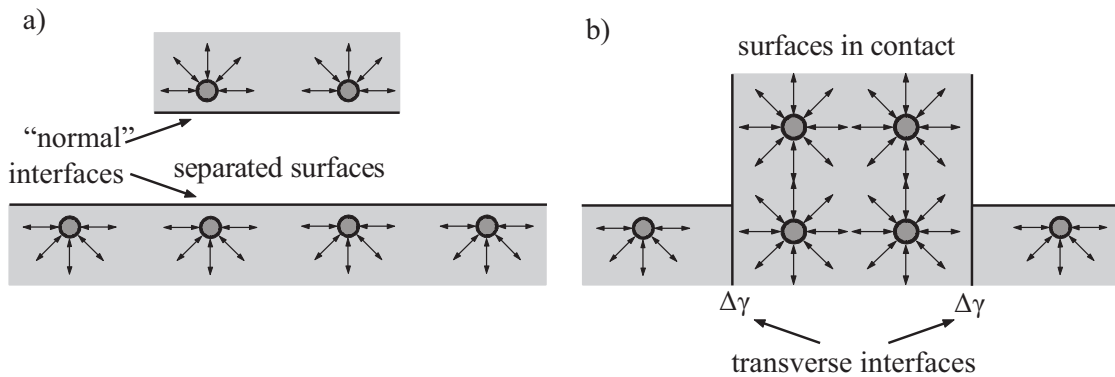 a)
“normal”
interfaces
separated surfaces
b)
surfaces in contact
Δγ
Δγ
transverse interfaces